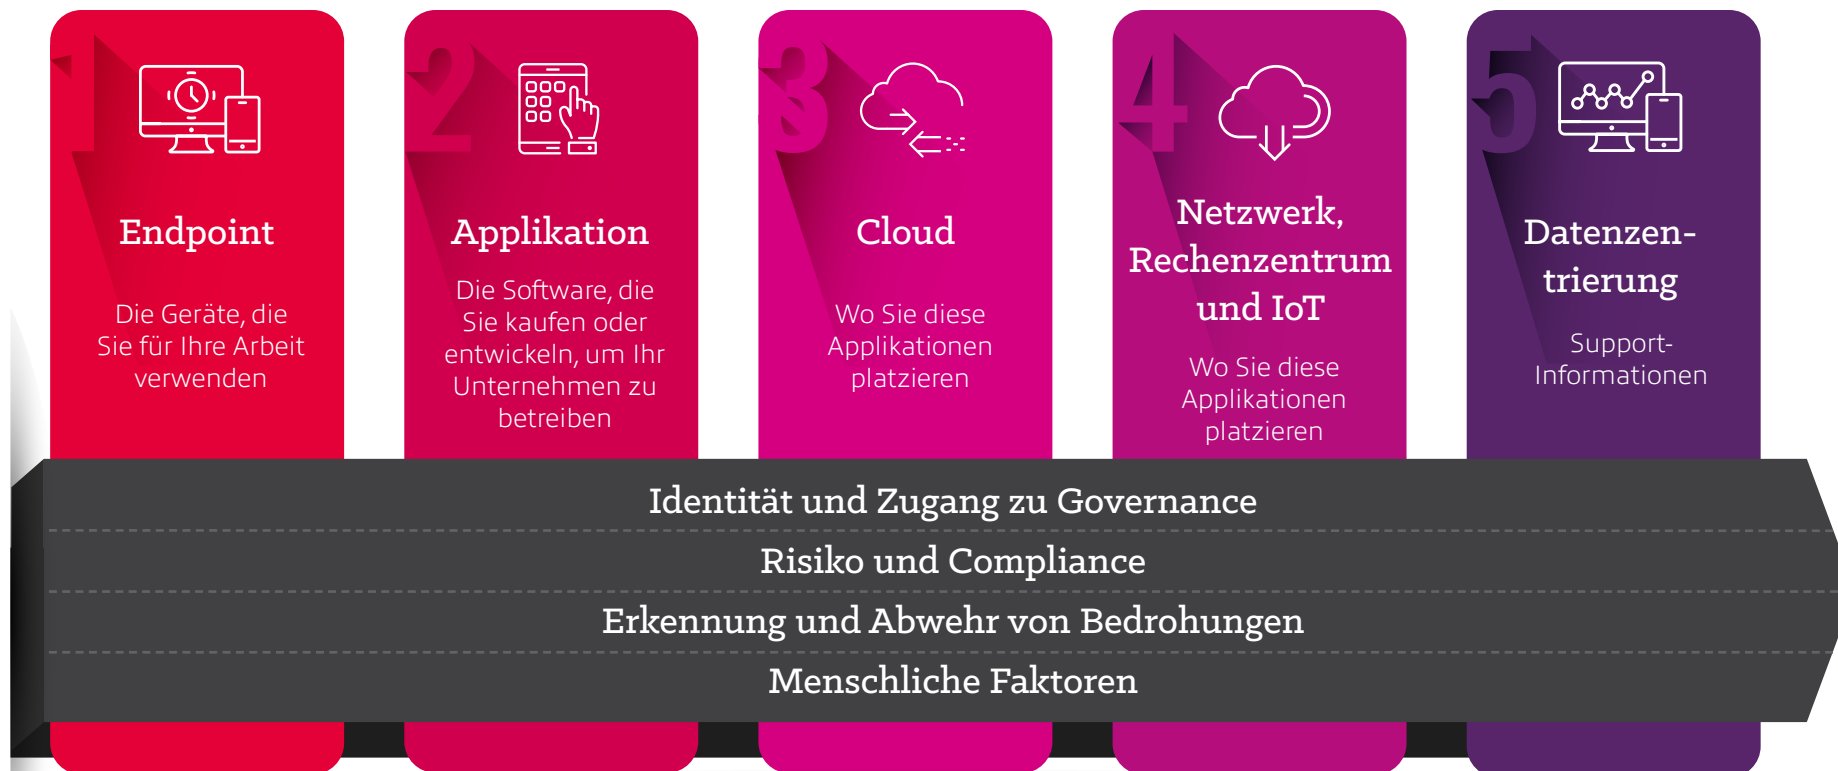 1
Endpoint
Die Geräte, die
Sie für Ihre Arbeit
verwenden
2
Applikation
Die Software, die
Sie kaufen oder
entwickeln, um Ihr
Unternehmen zu
betreiben
3
Cloud
Wo Sie diese
Applikationen
platzieren
4
Netzwerk,
Rechenzentrum
und IoT
Wo Sie diese
Applikationen
platzieren
5
Datenzen-
trierung
Support-
Informationen
Identität und Zugang zu Governance
Risiko und Compliance
Erkennung und Abwehr von Bedrohungen
Menschliche Faktoren